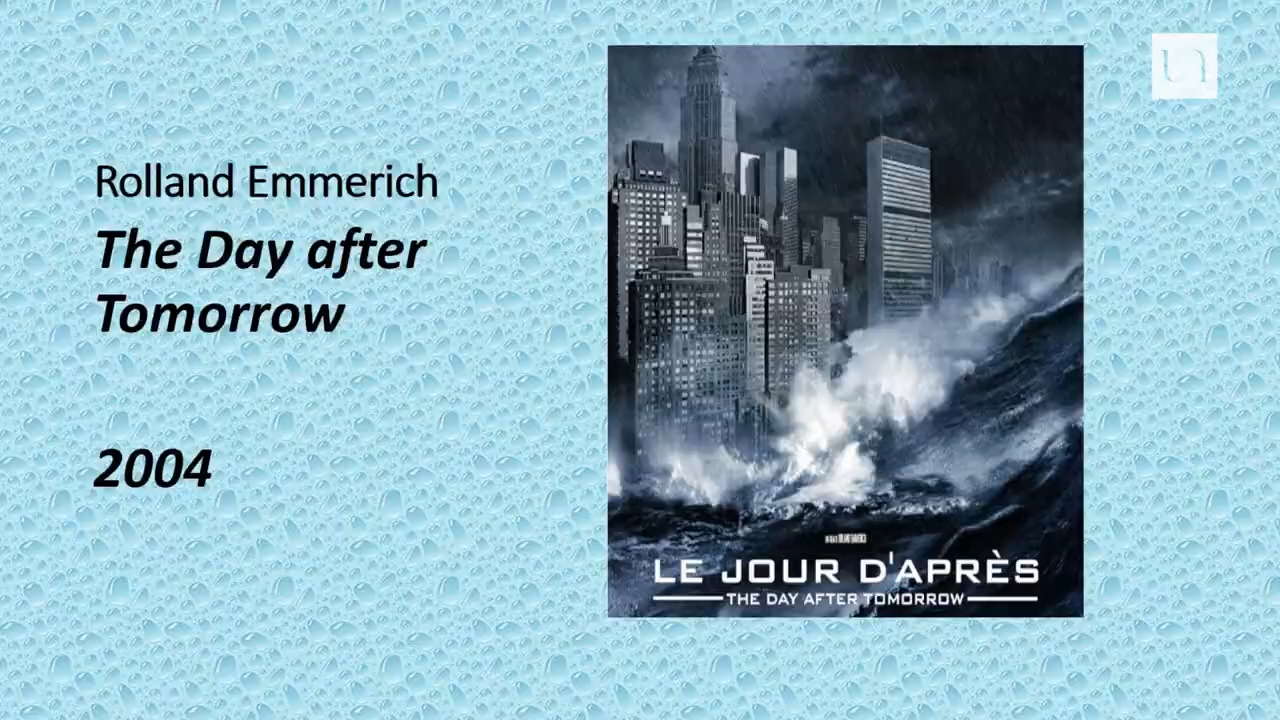 Rolland Emmerich
The Day after
Tomorrow
2004
LE JOUR D'APRÈS
THE DAY AFTER TOMORROW